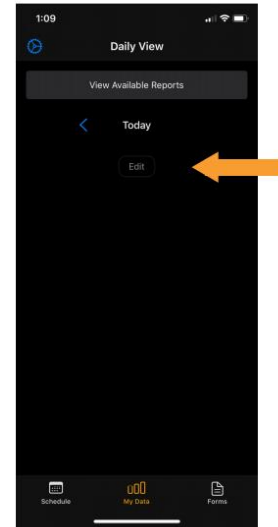 1:09
Daily View
View Available Reports
Today
Edit
Schedule
My Data
Forms